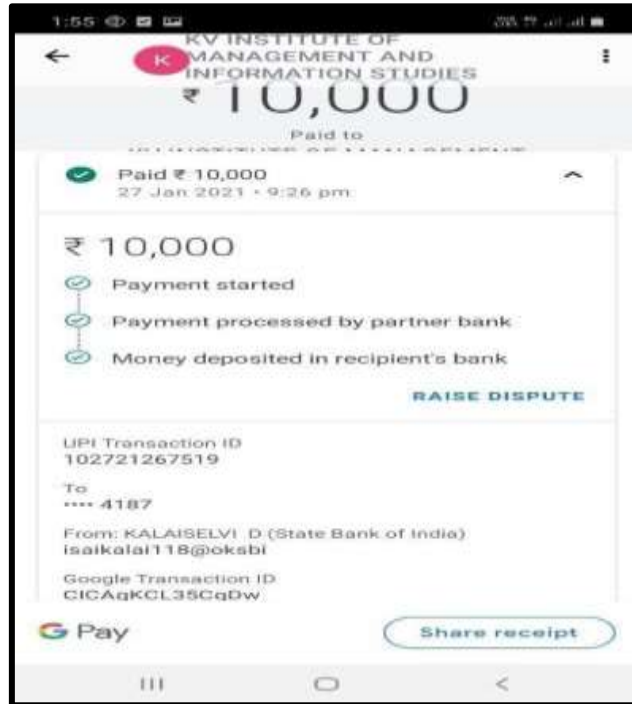 1:55
KV INSTITUTE OF
K MANAGEMENT AND
INFORMATION STUDIES
₹ 10,000
Paid to
Paid ₹ 10,000
27 Jan 2021 • 9:26 pm
₹ 10,000
Payment started
Payment processed by partner bank
Money deposited in recipient's bank
RAISE DISPUTE
UPI Transaction ID
102721267519
To
•••• 4187
From: KALAISELVI D (State Bank of India)
isaikalai118@oksbi
Google Transaction ID
CICAgKCL35CqDw
G Pay
Share receipt